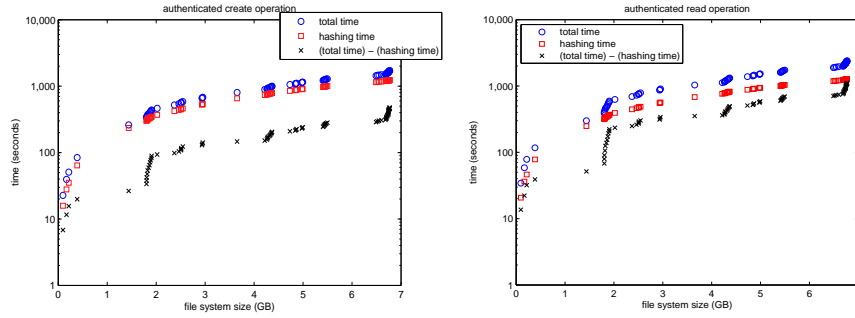 authenticated create operation
total time
hashing time
(total time) − (hashing time)
10,000
1,000
100
10
1
time (seconds)
0 1 2 3 4 5 6 7
file system size (GB)
authenticated read operation
total time
hashing time
(total time) − (hashing time)
10,000
1,000
100
10
1
time (seconds)
0 1 2 3 4 5 6
file system size (GB)